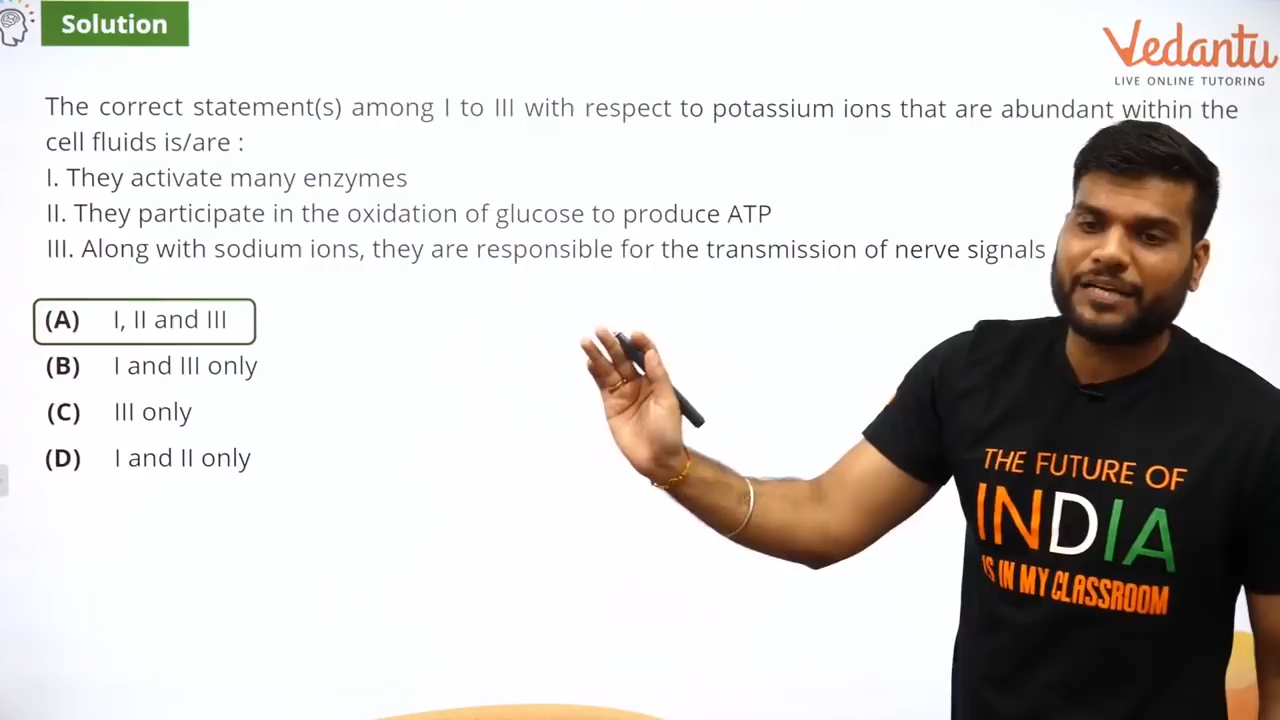 Solution
Vedantu
LIVE ONLINE TUTORING
The correct statement(s) among I to III with respect to potassium ions that are abundant within the
cell fluids is/are :
I. They activate many enzymes
II. They participate in the oxidation of glucose to produce ATP
III. Along with sodium ions, they are responsible for the transmission of nerve signals
(A) I, II and III
(B) I and III only
(C) III only
(D) I and II only
THE FUTURE OF
INDIA
IS IN MY CLASSROOM